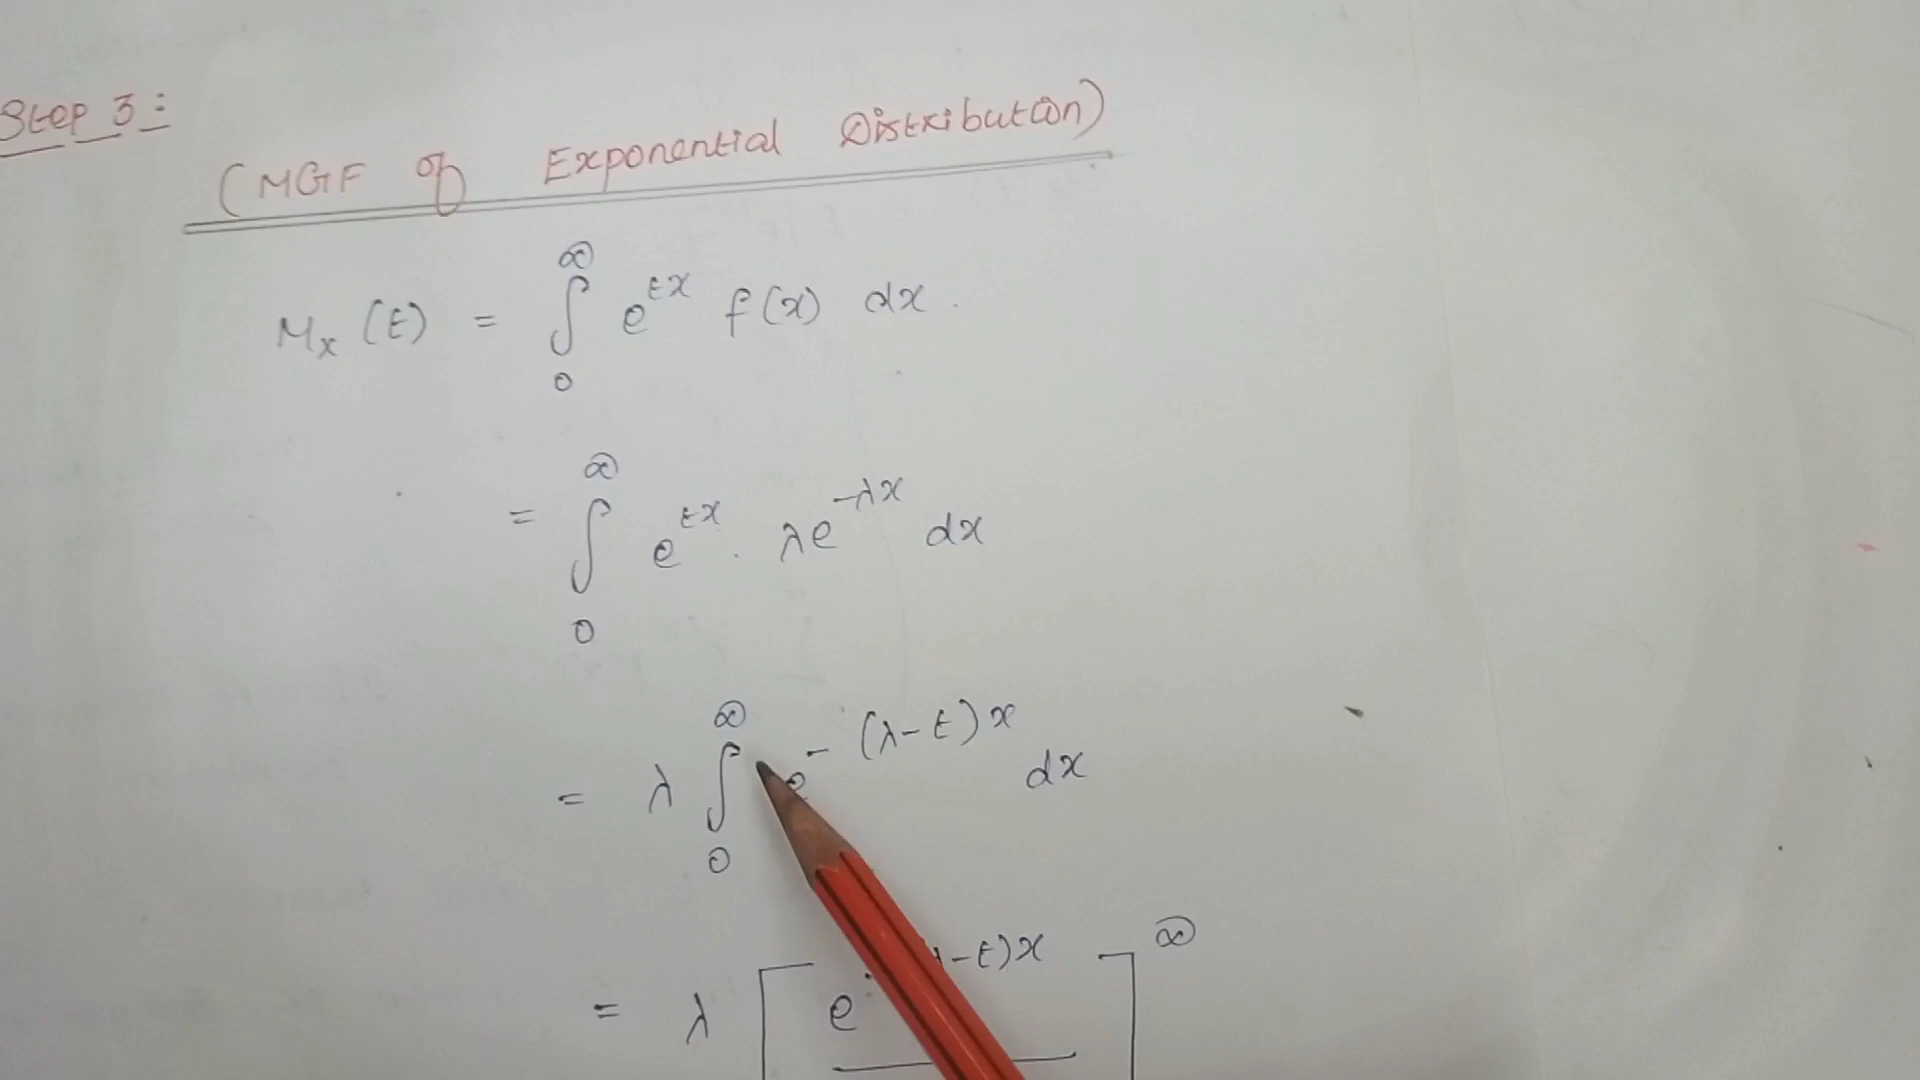 Step 3:
(MGF of Exponential Distribution)
Mx (t) = ∫₀^∞ e^tx f(x) dx.
= ∫₀^∞ e^tx . λe^-λx dx
= λ ∫₀^∞ e^-(λ-t)x dx
= λ [ e -t)x ] ∞